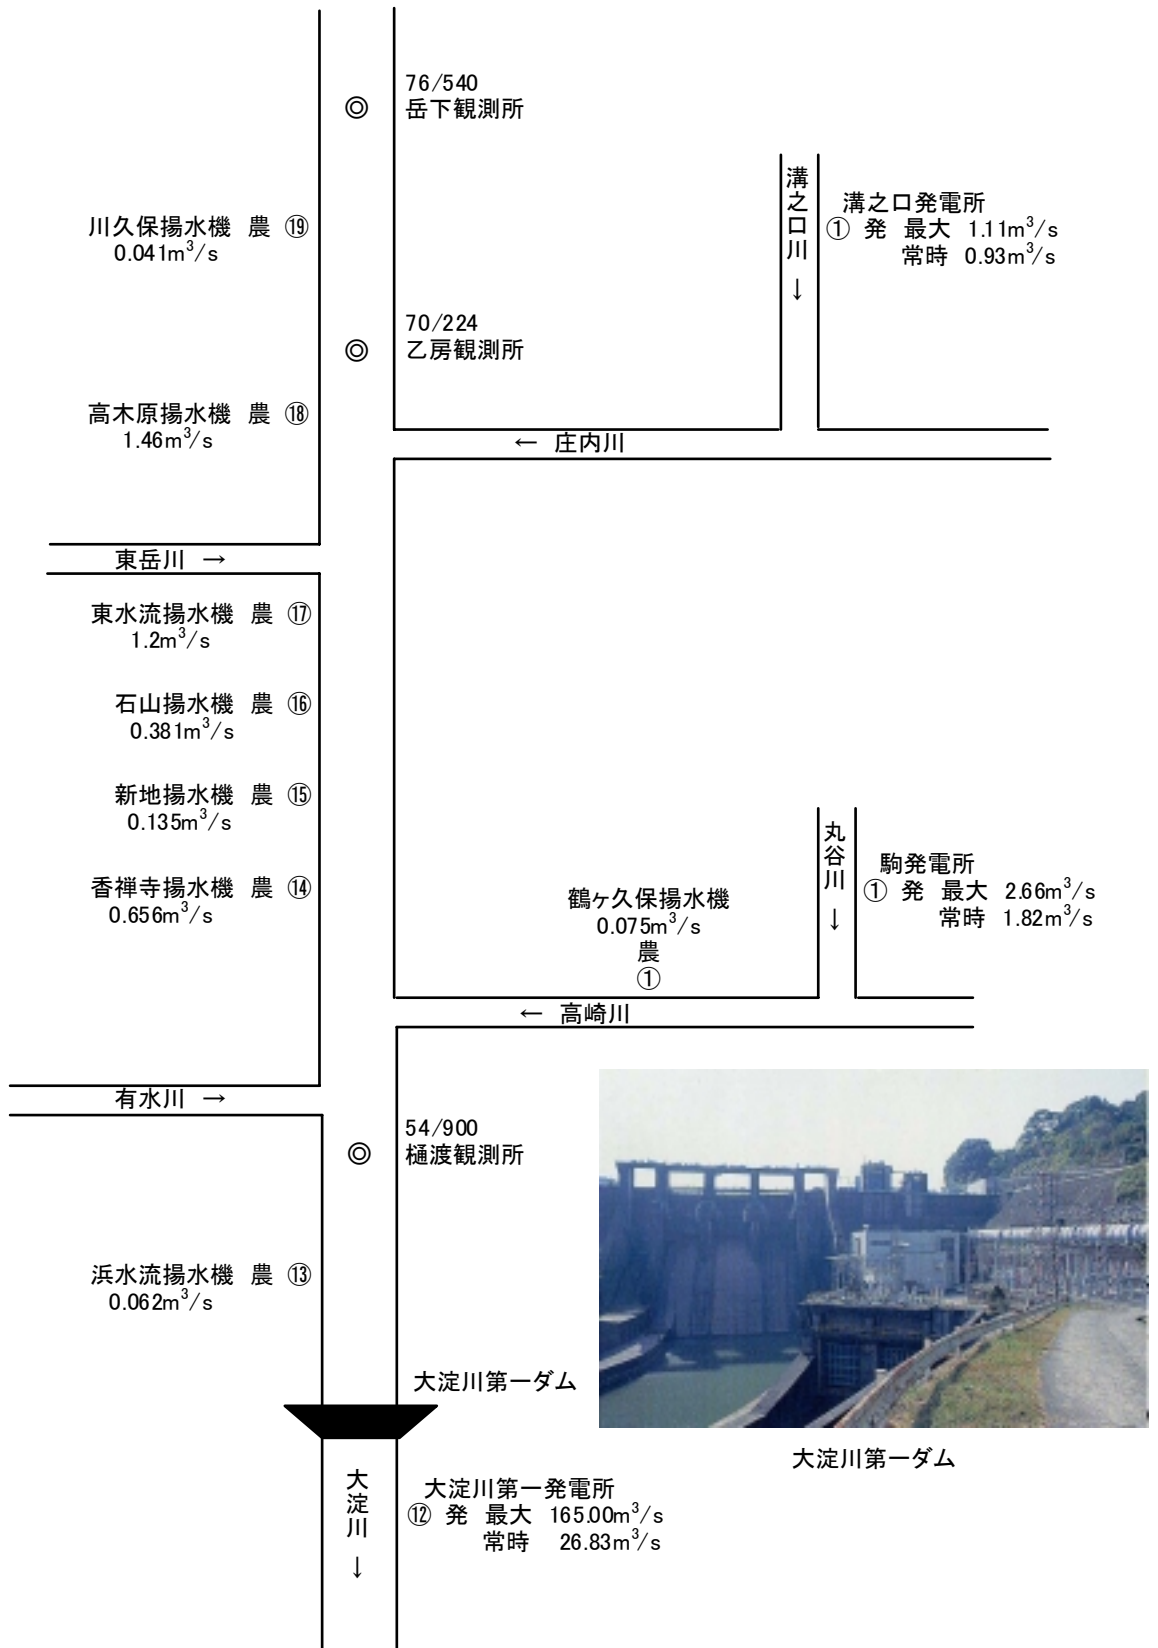 76/540
◎ 岳下観測所
溝之口川
↓
溝之口発電所
① 発 最大 1.11m³/s
常時 0.93m³/s
川久保揚水機 農 ⑲
0.041m³/s
70/224
◎ 乙房観測所
高木原揚水機 農 ⑱
1.46m³/s
← 庄内川
東岳川 →
東水流揚水機 農 ⑰
1.2m³/s
石山揚水機 農 ⑯
0.381m³/s
新地揚水機 農 ⑮
0.135m³/s
香禅寺揚水機 農 ⑭
0.656m³/s
鶴ヶ久保揚水機
0.075m³/s
農
①
丸谷川
↓
駒発電所
① 発 最大 2.66m³/s
常時 1.82m³/s
← 高崎川
有水川 →
54/900
◎ 樋渡観測所
浜水流揚水機 農 ⑬
0.062m³/s
大淀川第一ダム
大淀川第一ダム
大淀川
↓
大淀川第一発電所
⑫ 発 最大 165.00m³/s
常時 26.83m³/s